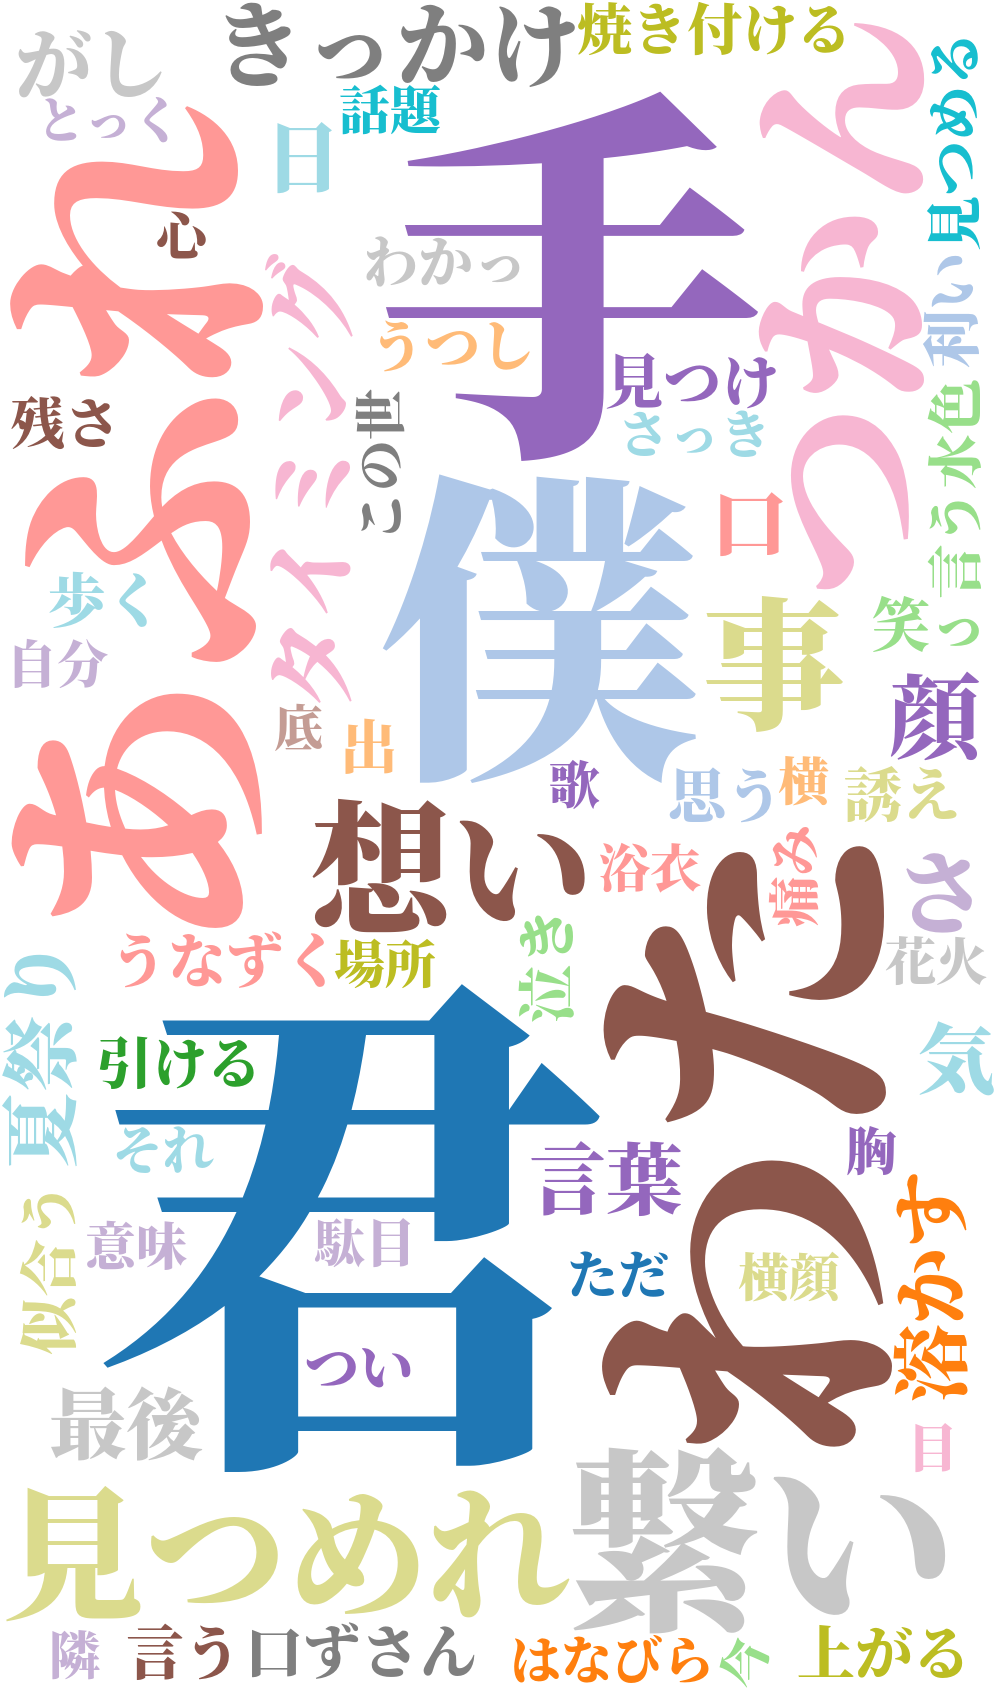 きっかけ
焼き付ける
がし
とっく
話題
日
手
つかん
見つめる
あふれ
心
わかっ
タイミング
うつし
見つけ
利い
残さ
この世
さっき
水色
口
僕
言う
歩く
事
笑っ
自分
顔
底
出
歌
思う
横
誘え
想い
浴衣
痛み
さ
わた
うなずく
場所
泣き
花火
夏祭り
引ける
君
気
それ
言葉
胸
溶かす
似合う
意味
駄目
ただ
横顔
つい
最後
目
見つめれ
繋い
隣
言う
口ずさん
はなびら
今
上がる